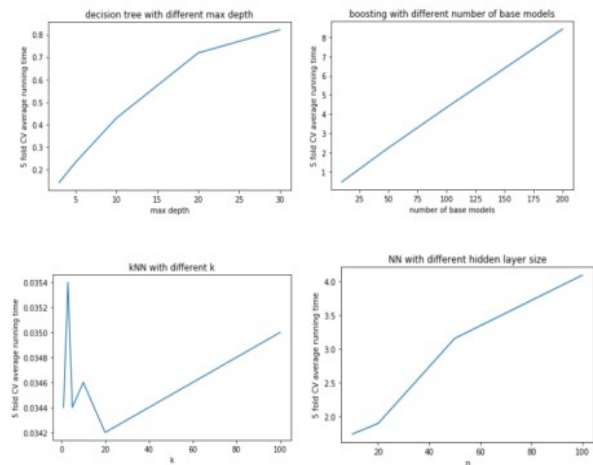 decision tree with different max depth
0.8
0.7
0.6
0.5
0.4
0.3
0.2
5 fold CV average running time
5 10 15 20 25 30
max depth
boosting with different number of base models
8
7
6
5
4
3
2
1
5 fold CV average running time
25 50 75 100 125 150 175 200
number of base models
kNN with different k
0.0354
0.0352
0.0350
0.0348
0.0346
0.0344
0.0342
5 fold CV average running time
0 20 40 60 80 100
k
NN with different hidden layer size
4.0
3.5
3.0
2.5
2.0
5 fold CV average running time
20 40 60 80 100